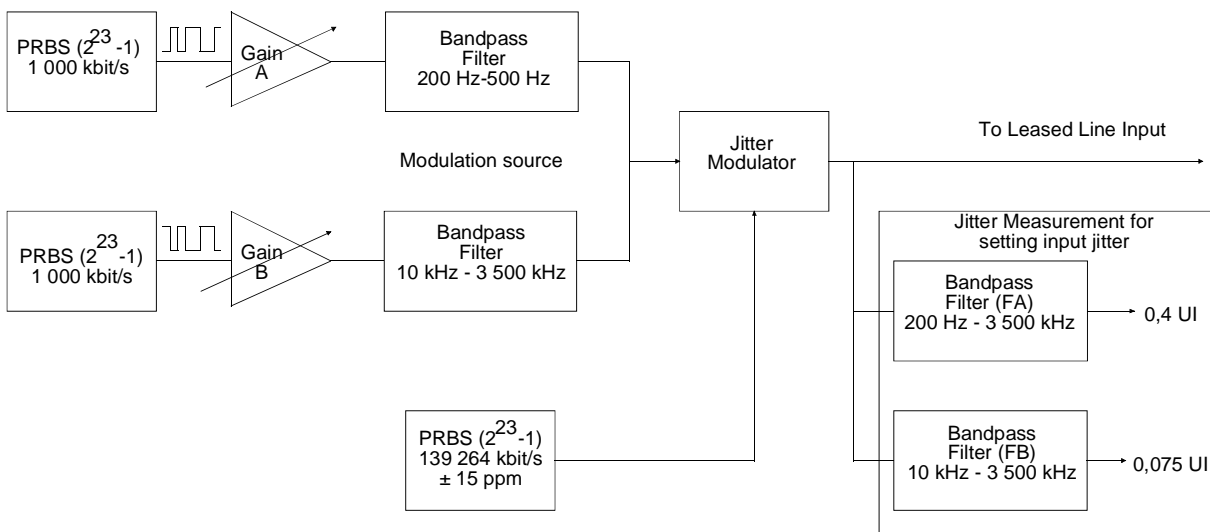 PRBS (2^23 -1)
1 000 kbit/s
Gain
A
Bandpass
Filter
200 Hz-500 Hz
Modulation source
Jitter
Modulator
To Leased Line Input
PRBS (2^23 -1)
1 000 kbit/s
Gain
B
Bandpass
Filter
10 kHz - 3 500 kHz
Jitter Measurement for
setting input jitter
Bandpass
Filter (FA)
200 Hz - 3 500 kHz
0,4 UI
PRBS (2^23 -1)
139 264 kbit/s
± 15 ppm
Bandpass
Filter (FB)
10 kHz - 3 500 kHz
0,075 UI